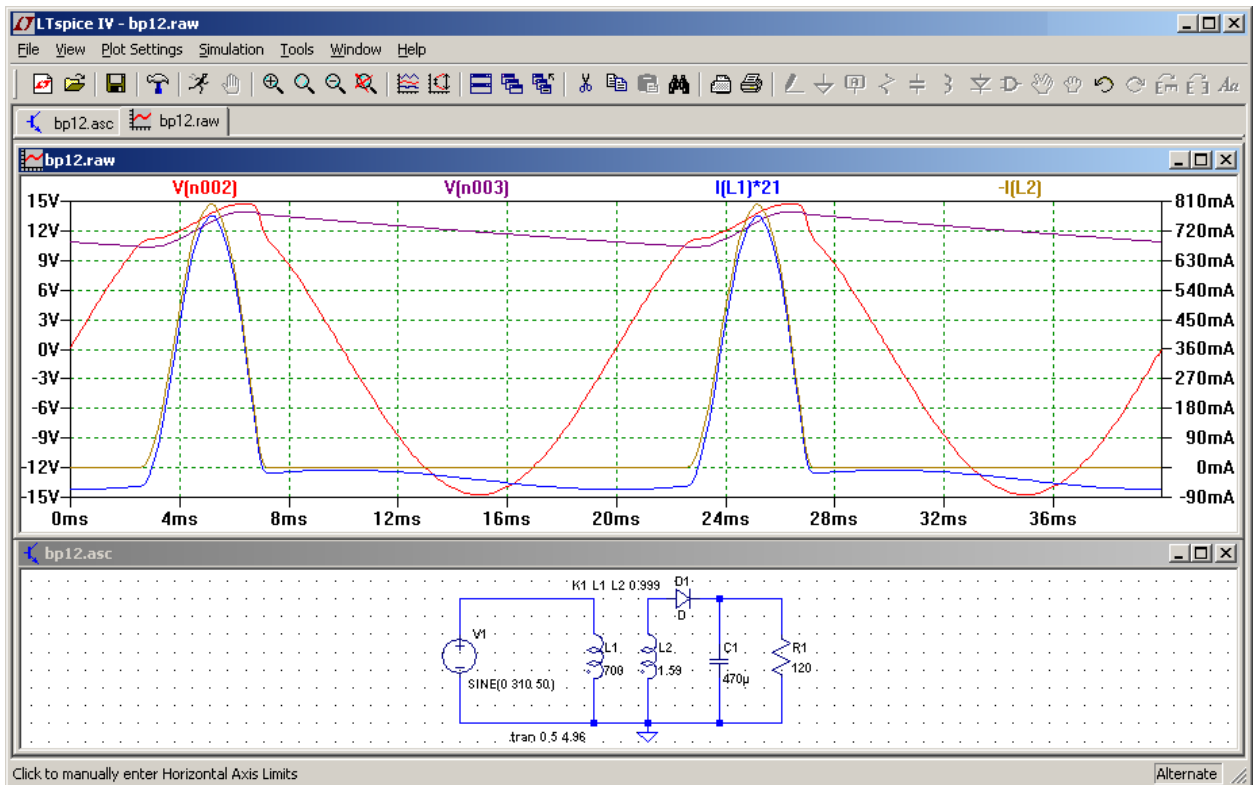 LTspice IV - bp12.raw
File View Plot Settings Simulation Tools Window Help
bp12.asc bp12.raw
bp12.raw
V(n002) V(n003) I(L1)*21 -I(L2)
15V 810mA
12V 720mA
9V 630mA
6V 540mA
3V 450mA
0V 360mA
-3V 270mA
-6V 180mA
-9V 90mA
-12V 0mA
-15V -90mA
0ms 4ms 8ms 12ms 16ms 20ms 24ms 28ms 32ms 36ms
bp12.asc
K1 L1 L2 0.999 D1
D
V1 L1 L2 C1 R1
700 1.59 470µ 120
SINE(0 310 50)
.tran 0.5 4.96
Click to manually enter Horizontal Axis Limits Alternate